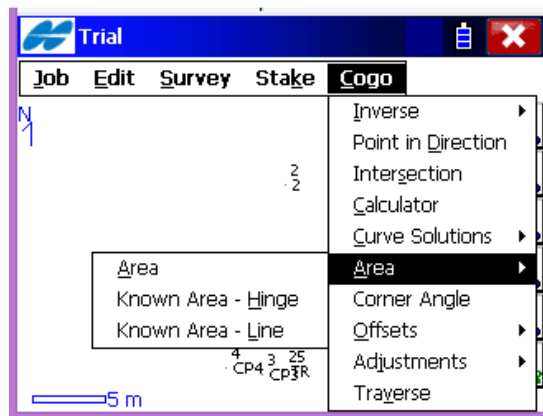 Trial
Job Edit Survey Stake Cogo
N
Inverse
Point in Direction
2
2
Intersection
Calculator
Curve Solutions
Area
Area
Known Area - Hinge
Corner Angle
Known Area - Line
Offsets
4 3 25
CP4
Adjustments
5 m
Traverse